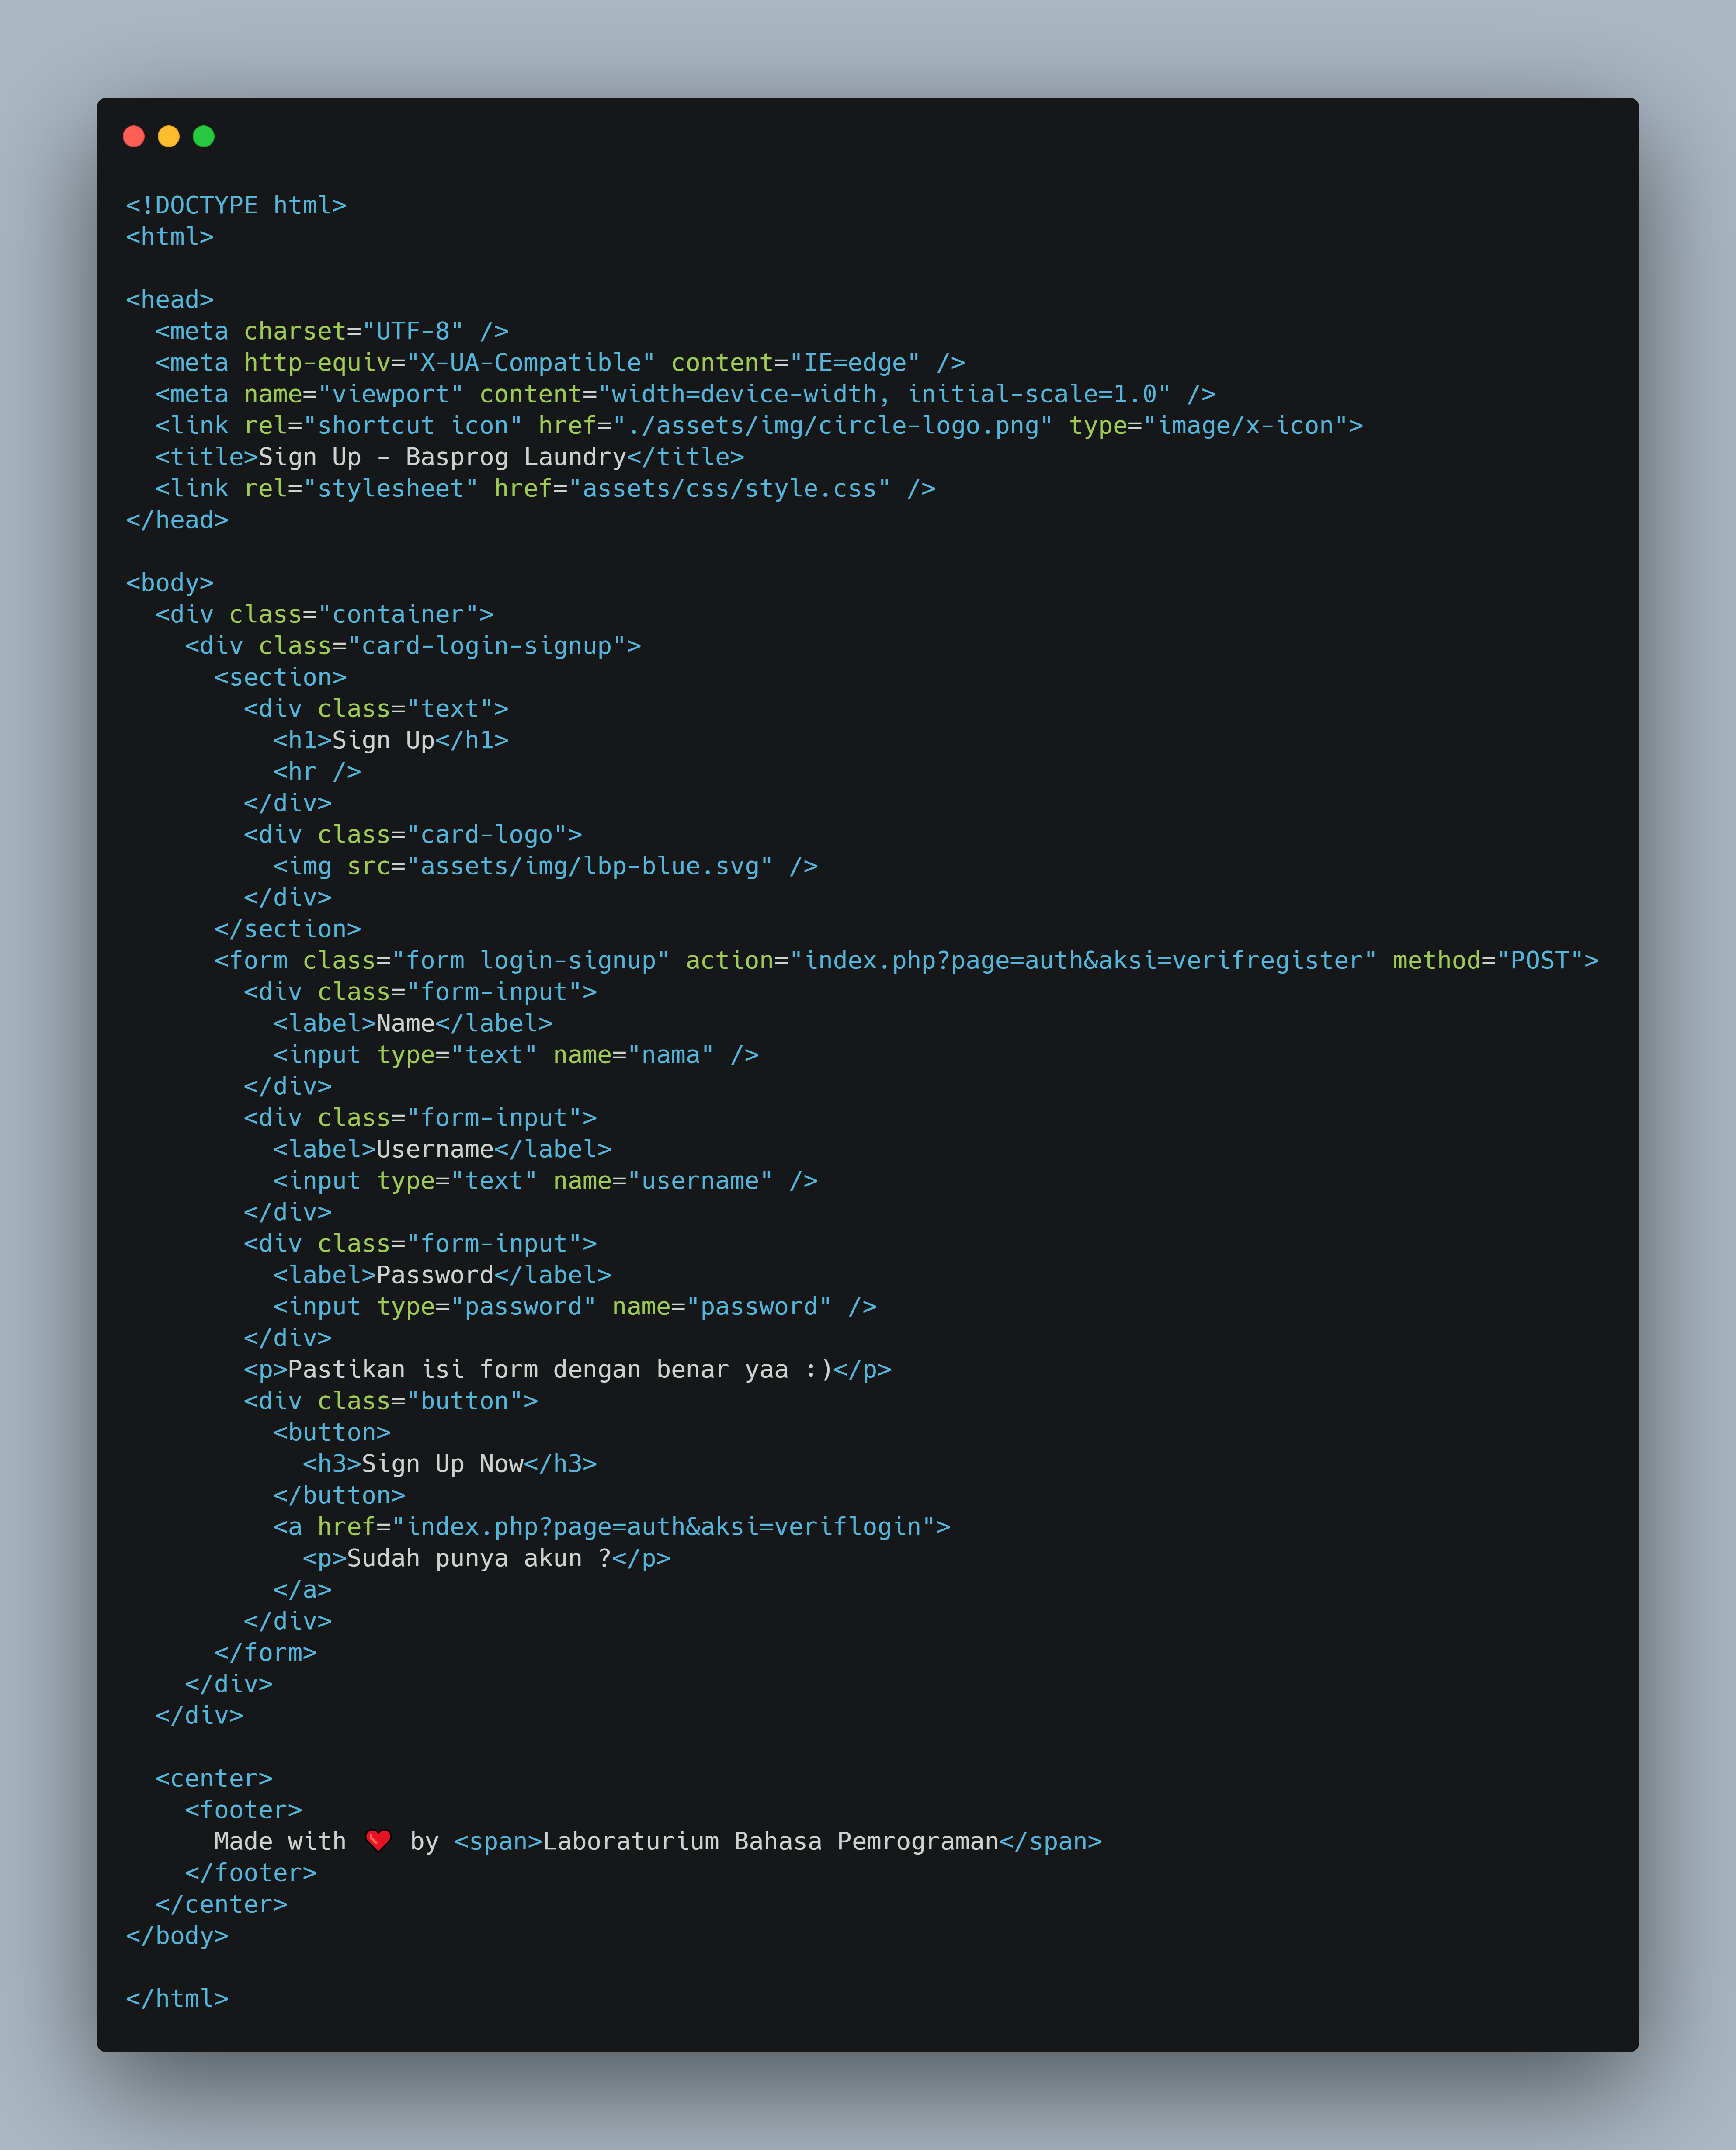 <!DOCTYPE html>
<html>

<head>
  <meta charset="UTF-8" />
  <meta http-equiv="X-UA-Compatible" content="IE=edge" />
  <meta name="viewport" content="width=device-width, initial-scale=1.0" />
  <link rel="shortcut icon" href="./assets/img/circle-logo.png" type="image/x-icon">
  <title>Sign Up - Basprog Laundry</title>
  <link rel="stylesheet" href="assets/css/style.css" />
</head>

<body>
  <div class="container">
    <div class="card-login-signup">
      <section>
        <div class="text">
          <h1>Sign Up</h1>
          <hr />
        </div>
        <div class="card-logo">
          <img src="assets/img/lbp-blue.svg" />
        </div>
      </section>
      <form class="form login-signup" action="index.php?page=auth&aksi=verifregister" method="POST">
        <div class="form-input">
          <label>Name</label>
          <input type="text" name="nama" />
        </div>
        <div class="form-input">
          <label>Username</label>
          <input type="text" name="username" />
        </div>
        <div class="form-input">
          <label>Password</label>
          <input type="password" name="password" />
        </div>
        <p>Pastikan isi form dengan benar yaa :)</p>
        <div class="button">
          <button>
            <h3>Sign Up Now</h3>
          </button>
          <a href="index.php?page=auth&aksi=veriflogin">
            <p>Sudah punya akun ?</p>
          </a>
        </div>
      </form>
    </div>
  </div>

  <center>
    <footer>
      Made with ❤️ by <span>Laboraturium Bahasa Pemrograman</span>
    </footer>
  </center>
</body>

</html>